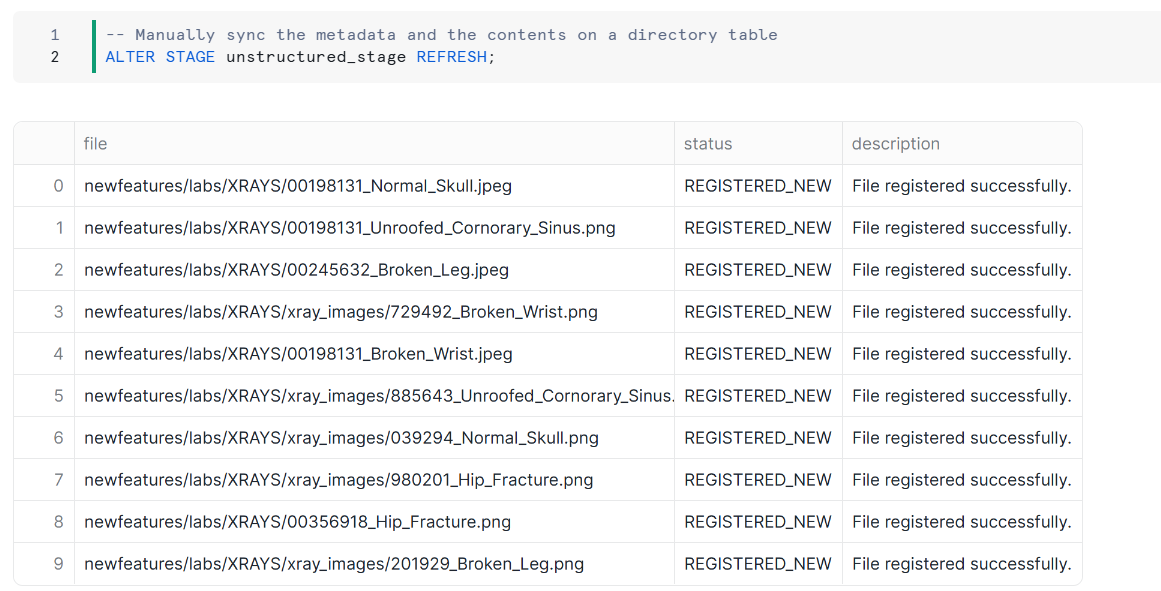 1 -- Manually sync the metadata and the contents on a directory table
2 ALTER STAGE unstructured_stage REFRESH;
file status description
0 newfeatures/labs/XRAYS/00198131_Normal_Skull.jpeg REGISTERED_NEW File registered successfully.
1 newfeatures/labs/XRAYS/00198131_Unroofed_Cornorary_Sinus.png REGISTERED_NEW File registered successfully.
2 newfeatures/labs/XRAYS/00245632_Broken_Leg.jpeg REGISTERED_NEW File registered successfully.
3 newfeatures/labs/XRAYS/xray_images/729492_Broken_Wrist.png REGISTERED_NEW File registered successfully.
4 newfeatures/labs/XRAYS/00198131_Broken_Wrist.jpeg REGISTERED_NEW File registered successfully.
5 newfeatures/labs/XRAYS/xray_images/885643_Unroofed_Cornorary_Sinus. REGISTERED_NEW File registered successfully.
6 newfeatures/labs/XRAYS/xray_images/039294_Normal_Skull.png REGISTERED_NEW File registered successfully.
7 newfeatures/labs/XRAYS/xray_images/980201_Hip_Fracture.png REGISTERED_NEW File registered successfully.
8 newfeatures/labs/XRAYS/00356918_Hip_Fracture.png REGISTERED_NEW File registered successfully.
9 newfeatures/labs/XRAYS/xray_images/201929_Broken_Leg.png REGISTERED_NEW File registered successfully.